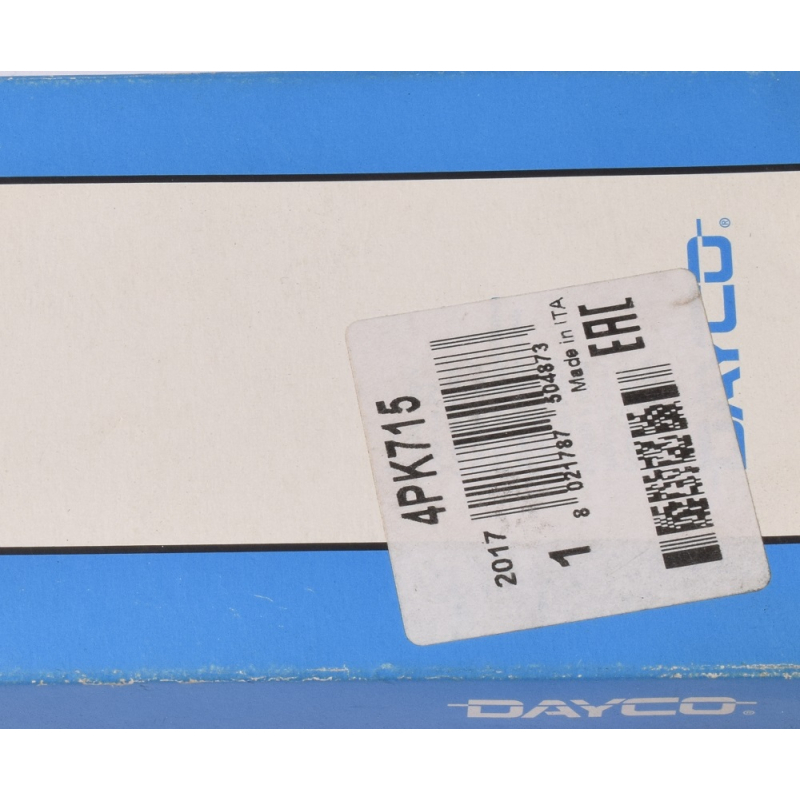 DAYCO®
4PK715
2017
8 021787 504873
1
Made in ITA
EAC
DAYCO®